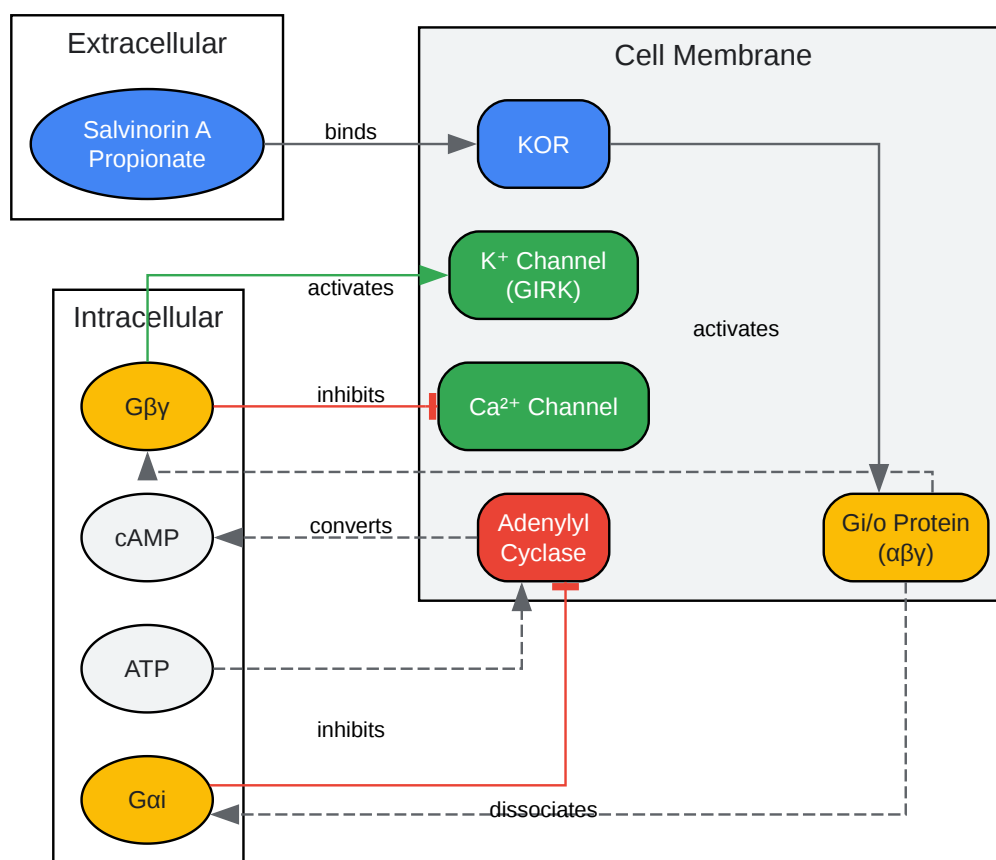 Extracellular
Cell Membrane
Salvinorin A
Propionate
binds
KOR
K⁺ Channel
(GIRK)
activates
Intracellular
activates
Gβγ
inhibits
Ca²⁺ Channel
cAMP
converts
Adenylyl
Cyclase
Gi/o Protein
(αβγ)
ATP
inhibits
Gαi
dissociates